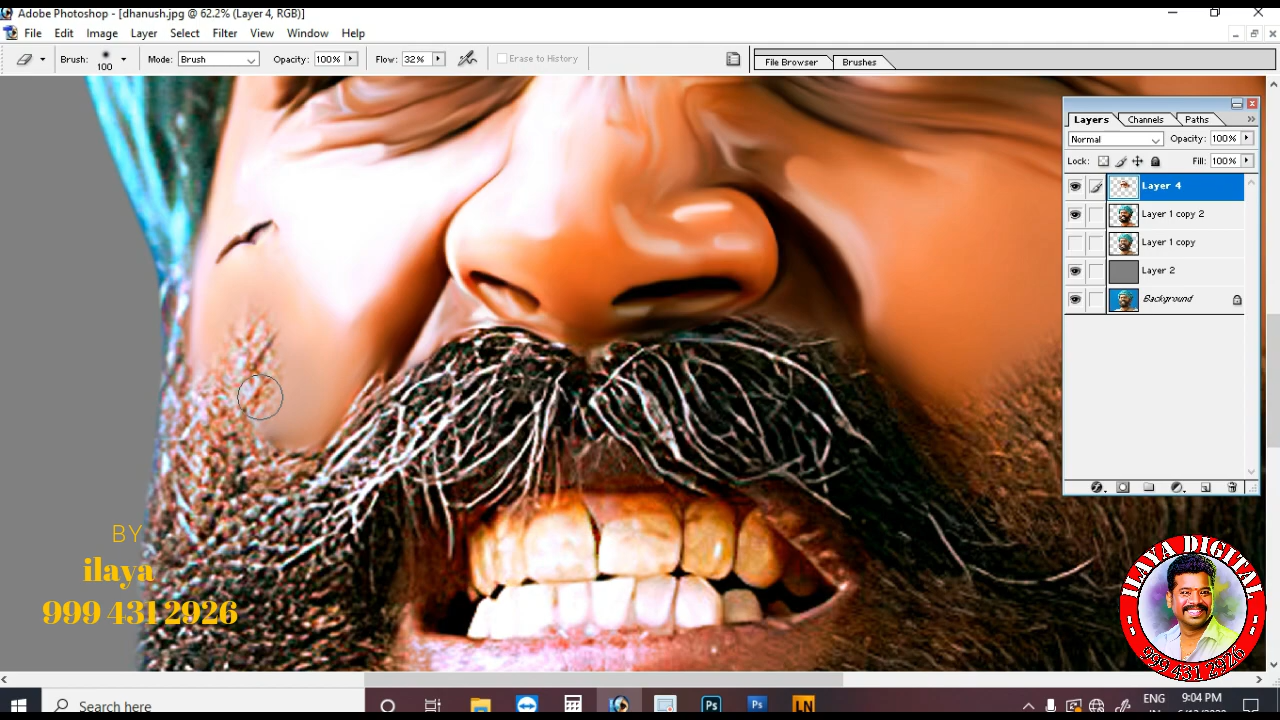 Adobe Photoshop - [dhanush.jpg @ 62.2% (Layer 4, RGB)]
File Edit Image Layer Select Filter View Window Help
Brush: 100 Mode: Brush Opacity: 100% Flow: 32% Erase to History File Browser Brushes
Layers Channels Paths
Normal Opacity: 100%
Lock: Fill: 100%
Layer 4
Layer 1 copy 2
Layer 1 copy
Layer 2
Background
BY
ilaya
999 431 2926
ILAYA DIGITAL
999 431 2926
Search here
Ps Ps LN
ENG
9:04 PM